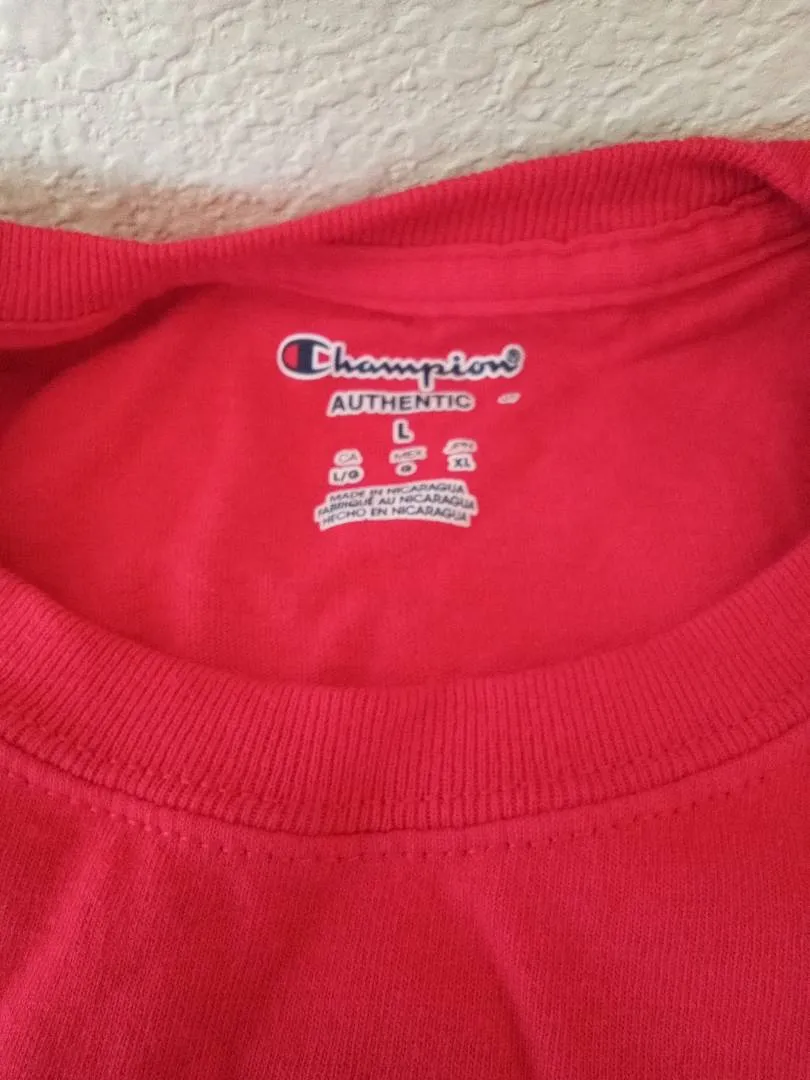 Champion®
AUTHENTIC
L
CA MEX JPN
L/G G XL
MADE IN NICARAGUA
FABRIQUÉ AU NICARAGUA
HECHO EN NICARAGUA